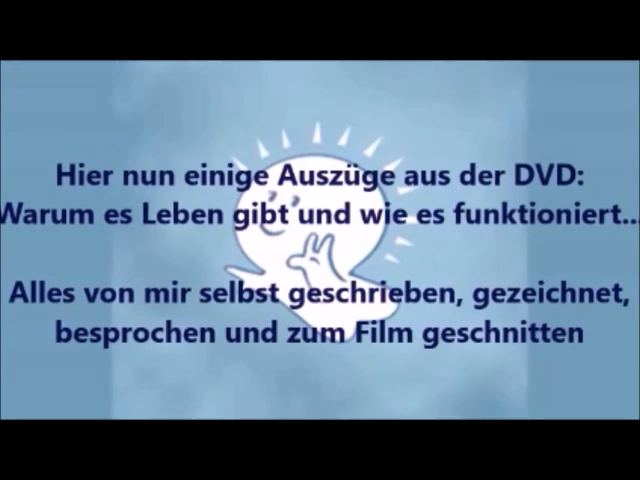 Hier nun einige Auszüge aus der DVD:
Warum es Leben gibt und wie es funktioniert...
Alles von mir selbst geschrieben, gezeichnet,
besprochen und zum Film geschnitten